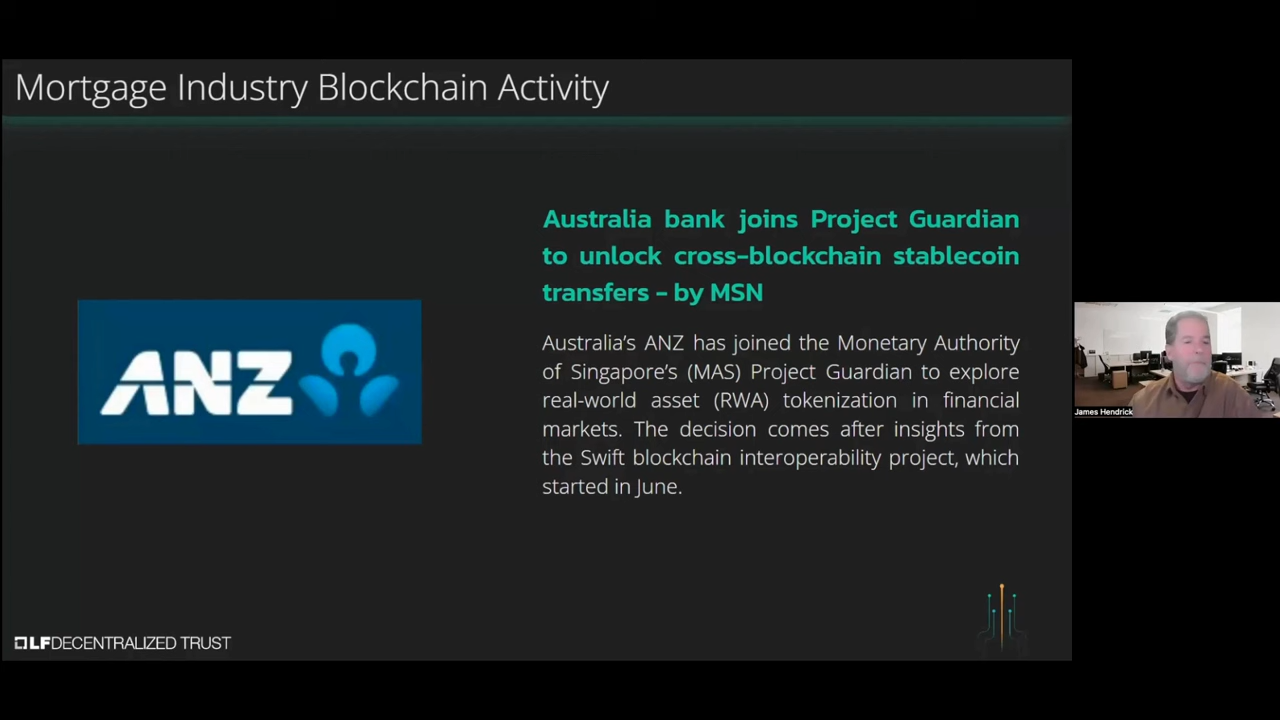 Mortgage Industry Blockchain Activity
Australia bank joins Project Guardian
to unlock cross-blockchain stablecoin
transfers - by MSN
ANZ
Australia's ANZ has joined the Monetary Authority
of Singapore's (MAS) Project Guardian to explore
real-world asset (RWA) tokenization in financial
markets. The decision comes after insights from
the Swift blockchain interoperability project, which
started in June.
James Hendrick
LFDECENTRALIZED TRUST